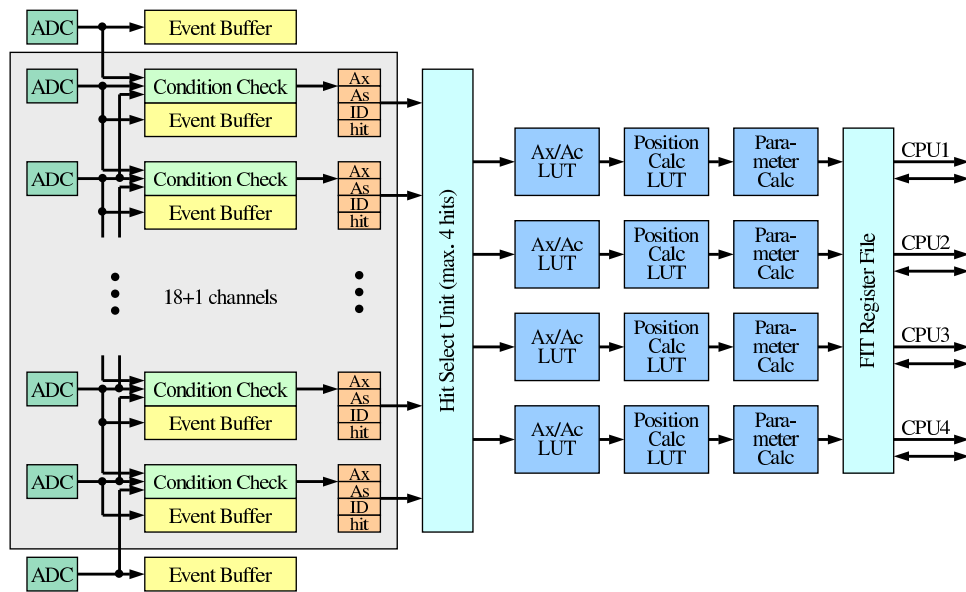 ADC
Event Buffer
ADC
Condition Check
Event Buffer
Ax
As
ID
hit
ADC
Condition Check
Event Buffer
Ax
As
ID
hit
18+1 channels
ADC
Condition Check
Event Buffer
Ax
As
ID
hit
ADC
Condition Check
Event Buffer
Ax
As
ID
hit
ADC
Event Buffer
Hit Select Unit (max. 4 hits)
Ax/Ac
LUT
Position
Calc
LUT
Para-
meter
Calc
Ax/Ac
LUT
Position
Calc
LUT
Para-
meter
Calc
Ax/Ac
LUT
Position
Calc
LUT
Para-
meter
Calc
Ax/Ac
LUT
Position
Calc
LUT
Para-
meter
Calc
FIT Register File
CPU1
CPU2
CPU3
CPU4